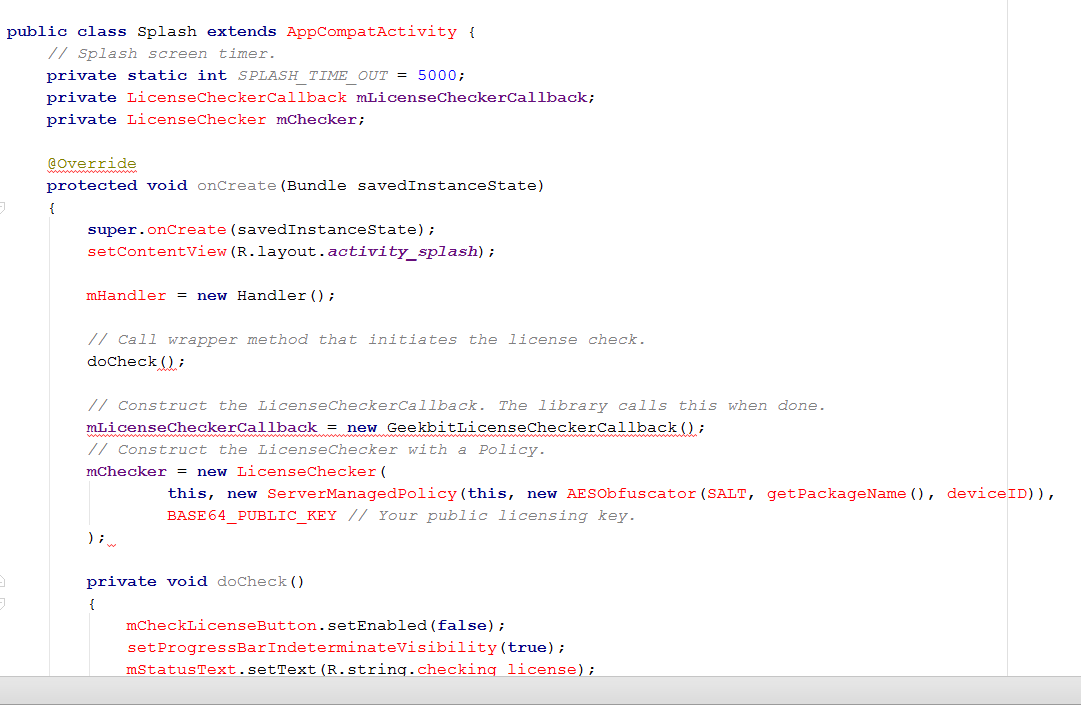 public class Splash extends AppCompatActivity {
// Splash screen timer.
private static int SPLASH_TIME_OUT = 5000;
private LicenseCheckerCallback mLicenseCheckerCallback;
private LicenseChecker mChecker;
@Override
protected void onCreate(Bundle savedInstanceState)
{
super.onCreate(savedInstanceState);
setContentView(R.layout.activity_splash);
mHandler = new Handler();
// Call wrapper method that initiates the license check.
doCheck();
// Construct the LicenseCheckerCallback. The library calls this when done.
mLicenseCheckerCallback = new GeekbitLicenseCheckerCallback();
// Construct the LicenseChecker with a Policy.
mChecker = new LicenseChecker(
this, new ServerManagedPolicy(this, new AESObfuscator(SALT, getPackageName(), deviceID)),
BASE64_PUBLIC_KEY // Your public licensing key.
);
private void doCheck()
{
mCheckLicenseButton.setEnabled(false);
setProgressBarIndeterminateVisibility(true);
mStatusText.setText(R.string.checking_license);